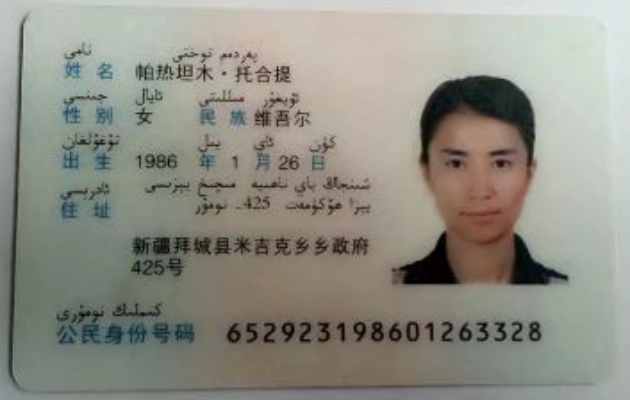 نامى پەردەم توختى
姓名 帕热坦木·托合提
جىنسى ئايال مىللىتى ئۇيغۇر
性别 女 民族 维吾尔
تۇغۇلغان يىل ئاي كۈن
出生 1986 年 1 月 26 日
ئادرېسى شىنجاڭ باي ناھىيە مىچىخ يېزىسى
住址 يېزا ھۆكۈمەت 425- نومۇر
新疆拜城县米吉克乡乡政府
425号
كىملىك نومۇرى
公民身份号码 652923198601263328